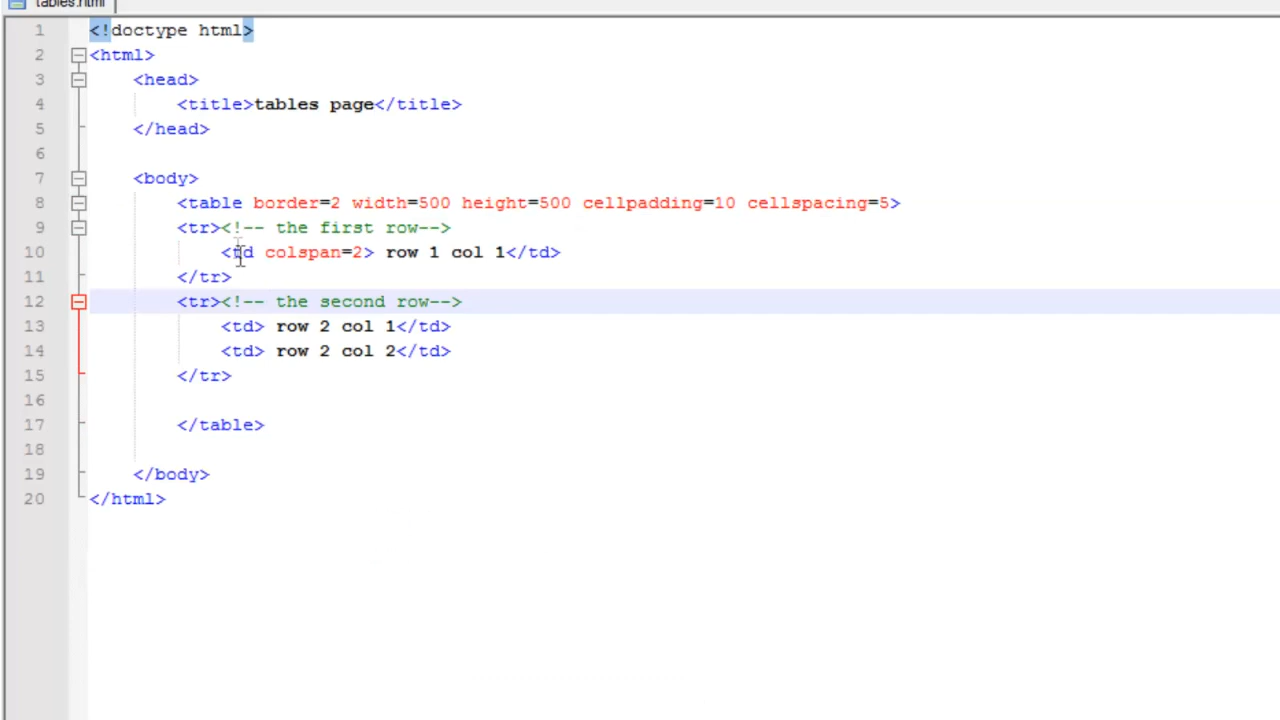 tables.html
1 <!doctype html>
2 <html>
3 <head>
4 <title>tables page</title>
5 </head>
6
7 <body>
8 <table border=2 width=500 height=500 cellpadding=10 cellspacing=5>
9 <tr><!-- the first row-->
10 <td colspan=2> row 1 col 1</td>
11 </tr>
12 <tr><!-- the second row-->
13 <td> row 2 col 1</td>
14 <td> row 2 col 2</td>
15 </tr>
16
17 </table>
18
19 </body>
20 </html>